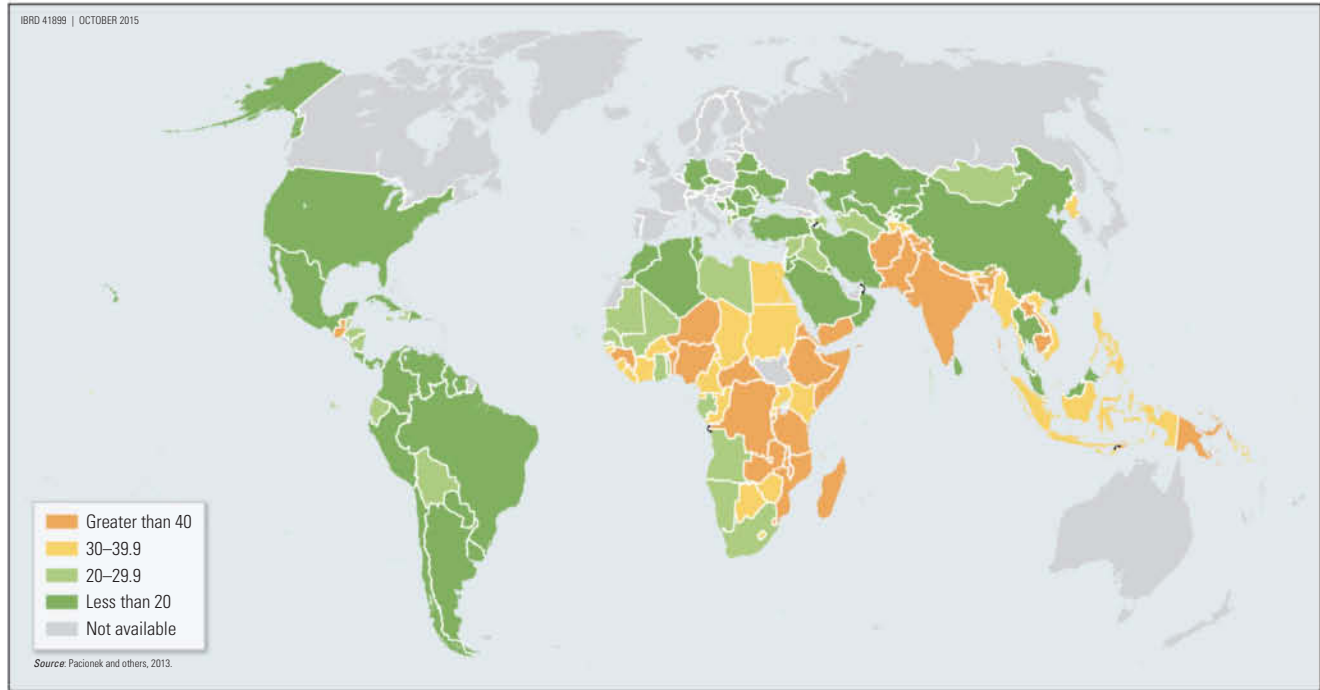 IBRD 41899 | OCTOBER 2015
Greater than 40
30–39.9
20–29.9
Less than 20
Not available
Source: Pacionek and others, 2013.